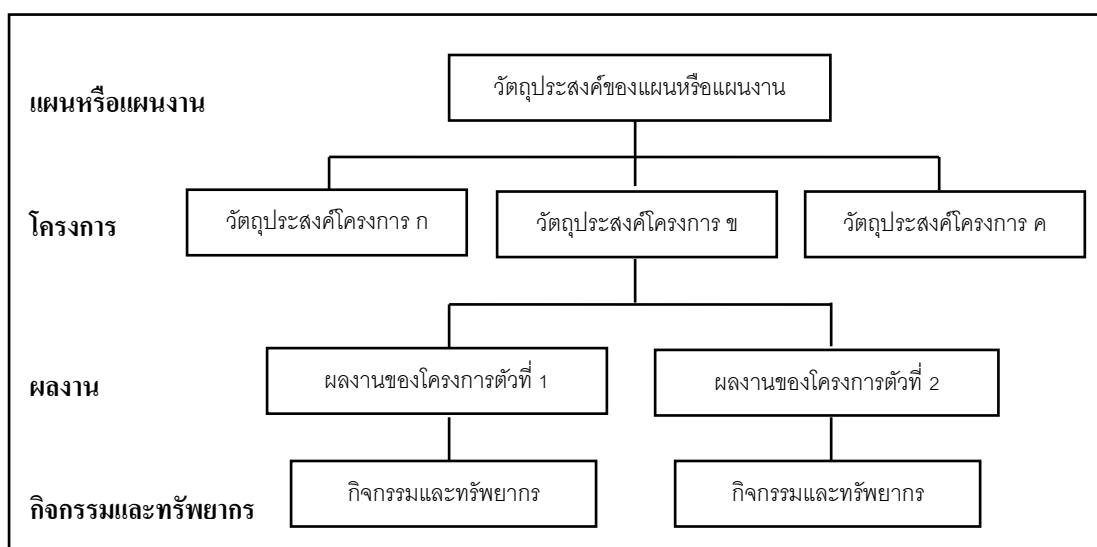 แผนหรือแผนงาน
วัตถุประสงค์ของแผนหรือแผนงาน
โครงการ
วัตถุประสงค์โครงการ ก
วัตถุประสงค์โครงการ ข
วัตถุประสงค์โครงการ ค
ผลงาน
ผลงานของโครงการตัวที่ 1
ผลงานของโครงการตัวที่ 2
กิจกรรมและทรัพยากร
กิจกรรมและทรัพยากร
กิจกรรมและทรัพยากร